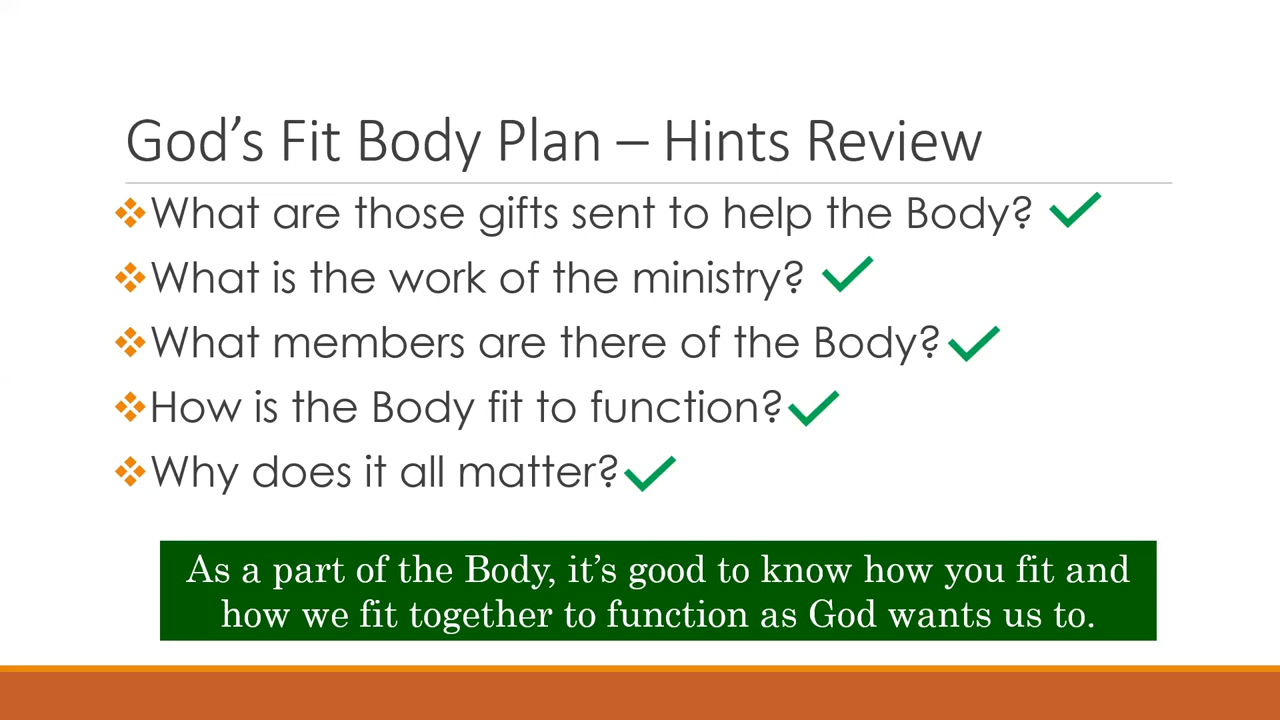 God’s Fit Body Plan – Hints Review
What are those gifts sent to help the Body?
What is the work of the ministry?
What members are there of the Body?
How is the Body fit to function?
Why does it all matter?
As a part of the Body, it’s good to know how you fit and
how we fit together to function as God wants us to.